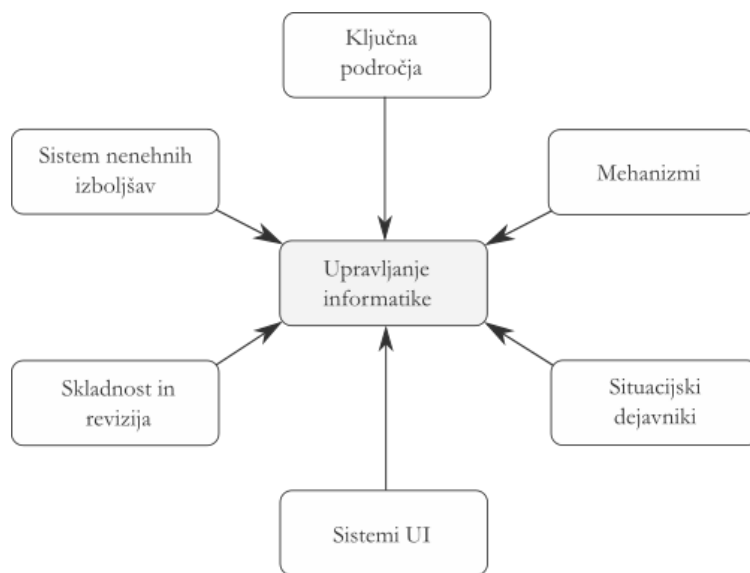 Ključna
področja
Sistem nenehnih
izboljšav
Mehanizmi
Upravljanje
informatike
Skladnost in
revizija
Situacijski
dejavniki
Sistemi UI